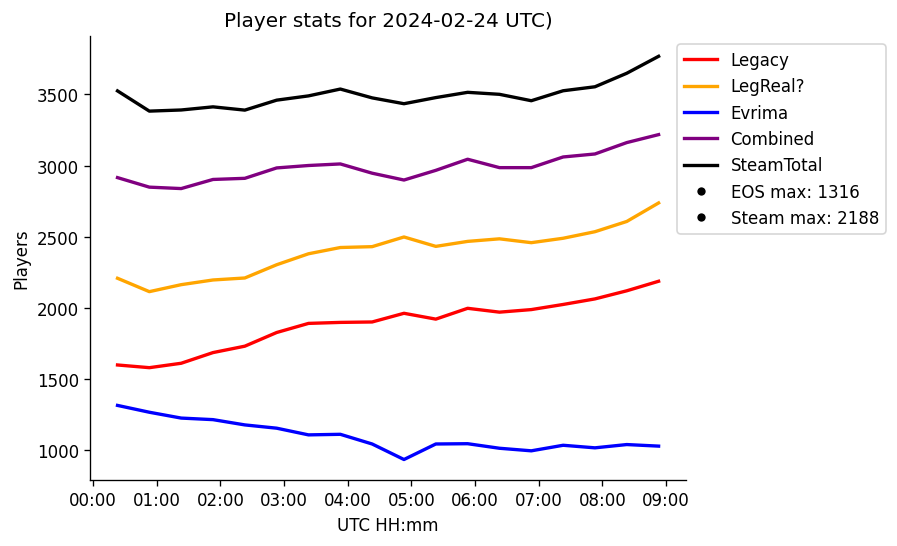 Player stats for 2024-02-24 UTC)
Players
3500
3000
2500
2000
1500
1000
00:00 01:00 02:00 03:00 04:00 05:00 06:00 07:00 08:00 09:00
UTC HH:mm
Legacy
LegReal?
Evrima
Combined
SteamTotal
EOS max: 1316
Steam max: 2188